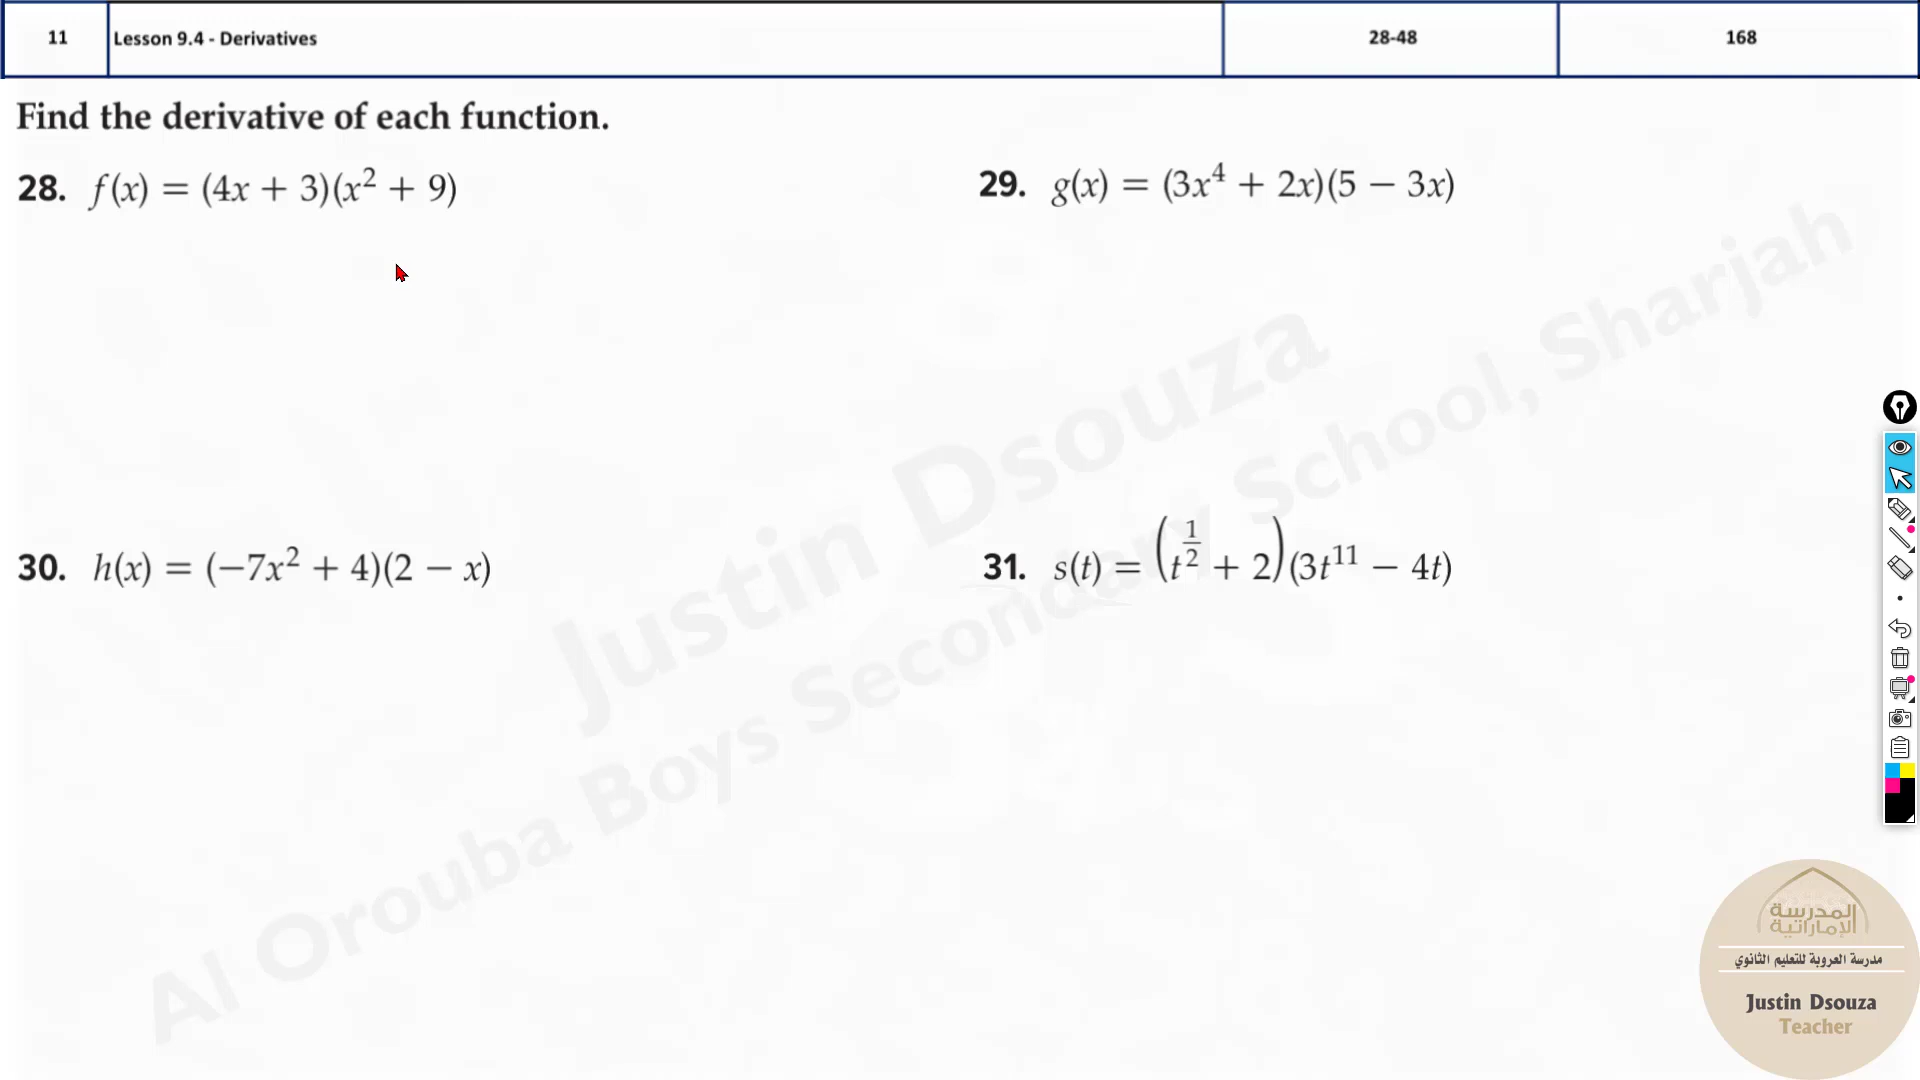 11 Lesson 9.4 - Derivatives 28-48 168
Find the derivative of each function.
28. f(x) = (4x + 3)(x² + 9)
29. g(x) = (3x⁴ + 2x)(5 − 3x)
30. h(x) = (−7x² + 4)(2 − x)
31. s(t) = (t^(1/2) + 2)(3t¹¹ − 4t)
Justin Dsouza
Al Orouba Boys Secondary School, Sharjah
المدرسة
الإماراتية
مدرسة العروبة للتعليم الثانوي
Justin Dsouza
Teacher